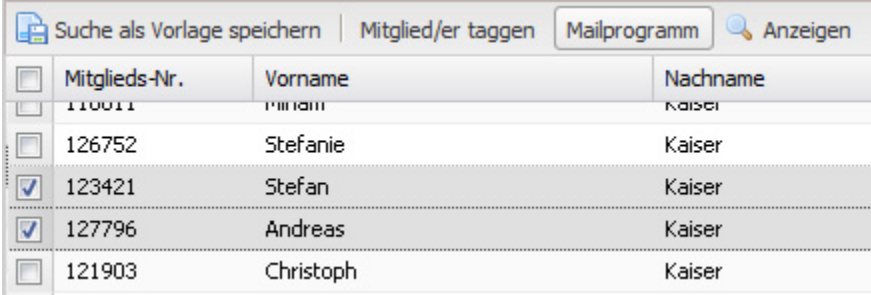 Suche als Vorlage speichern Mitglied/er taggen Mailprogramm Anzeigen
Mitglieds-Nr. Vorname Nachname
Kaiser
126752 Stefanie Kaiser
123421 Stefan Kaiser
127796 Andreas Kaiser
121903 Christoph Kaiser